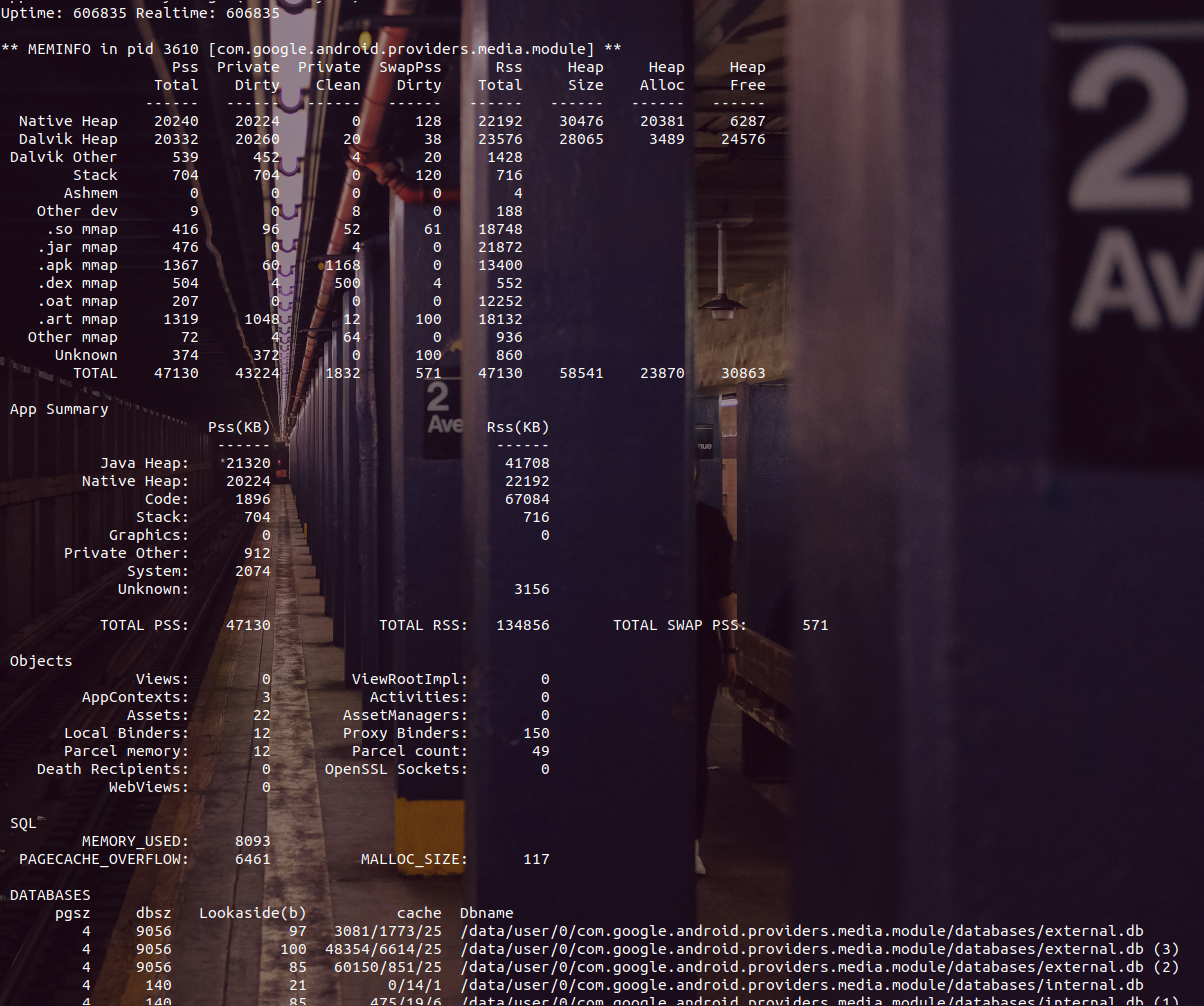 Uptime: 606835 Realtime: 606835
** MEMINFO in pid 3610 [com.google.android.providers.media.module] **
Pss Private Private SwapPss Rss Heap Heap Heap
Total Dirty Clean Dirty Total Size Alloc Free
------ ------ ------ ------ ------ ------ ------ ------
Native Heap 20240 20224 0 128 22192 30476 20381 6287
Dalvik Heap 20332 20260 20 38 23576 28065 3489 24576
Dalvik Other 539 452 4 20 1428
Stack 704 704 0 120 716
Ashmem 0 0 0 0 4
Other dev 9 0 8 0 188
.so mmap 416 96 52 61 18748
.jar mmap 476 0 4 0 21872
.apk mmap 1367 60 1168 0 13400
.dex mmap 504 4 500 4 552
.oat mmap 207 0 0 0 12252
.art mmap 1319 1048 12 100 18132
Other mmap 72 4 64 0 936
Unknown 374 372 0 100 860
TOTAL 47130 43224 1832 571 47130 58541 23870 30863
App Summary
Pss(KB) Rss(KB)
------ ------
Java Heap: 21320 41708
Native Heap: 20224 22192
Code: 1896 67084
Stack: 704 716
Graphics: 0 0
Private Other: 912
System: 2074
Unknown: 3156
TOTAL PSS: 47130 TOTAL RSS: 134856 TOTAL SWAP PSS: 571
Objects
Views: 0 ViewRootImpl: 0
AppContexts: 3 Activities: 0
Assets: 22 AssetManagers: 0
Local Binders: 12 Proxy Binders: 150
Parcel memory: 12 Parcel count: 49
Death Recipients: 0 OpenSSL Sockets: 0
WebViews: 0
SQL
MEMORY_USED: 8093
PAGECACHE_OVERFLOW: 6461 MALLOC_SIZE: 117
DATABASES
pgsz dbsz Lookaside(b) cache Dbname
4 9056 97 3081/1773/25 /data/user/0/com.google.android.providers.media.module/databases/external.db
4 9056 100 48354/6614/25 /data/user/0/com.google.android.providers.media.module/databases/external.db (3)
4 9056 85 60150/851/25 /data/user/0/com.google.android.providers.media.module/databases/external.db (2)
4 140 21 0/14/1 /data/user/0/com.google.android.providers.media.module/databases/internal.db
4 140 85 475/19/6 /data/user/0/com.google.android.providers.media.module/databases/internal.db (1)
2
Av
2
Ave
nue